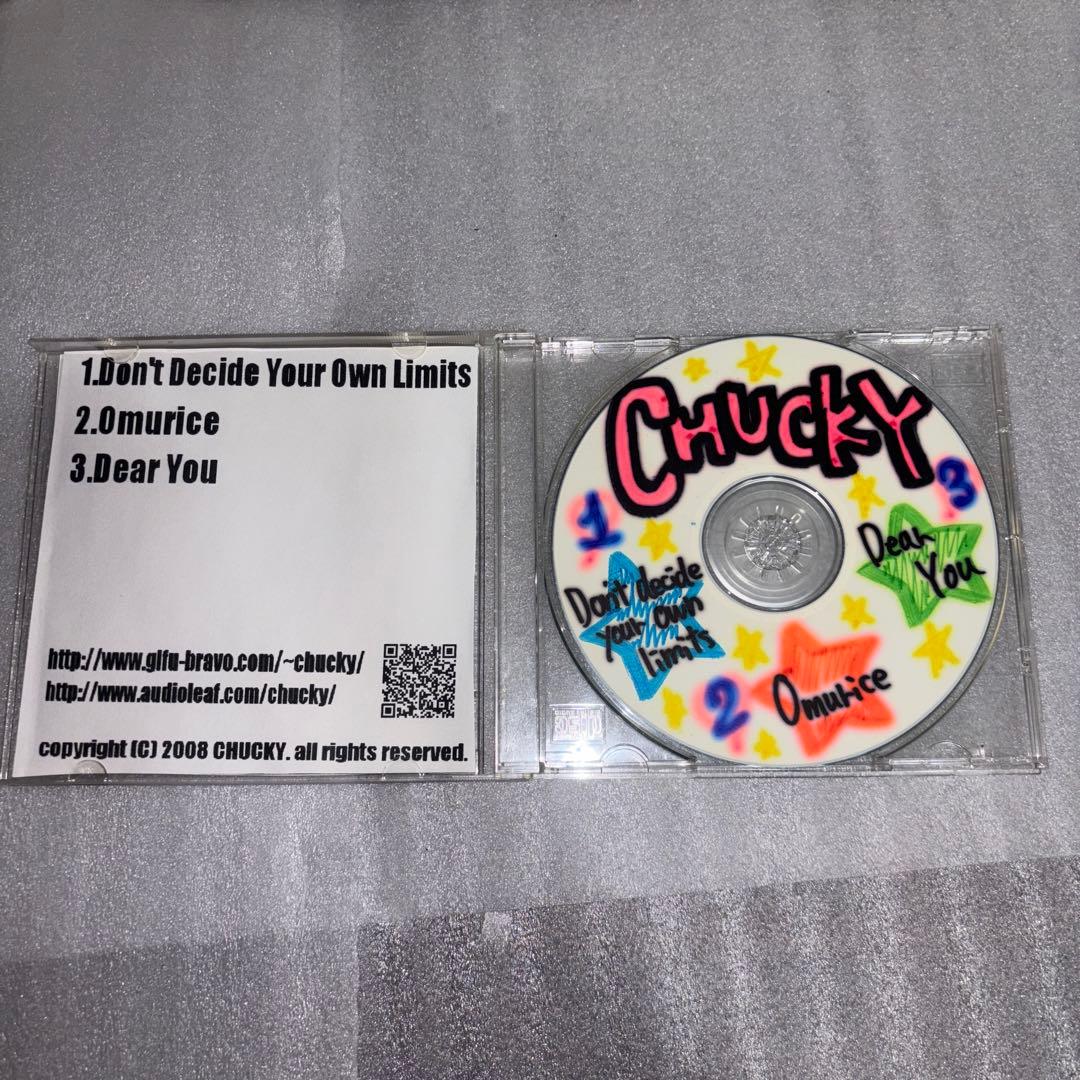 1.Don't Decide Your Own Limits
2.Omurice
3.Dear You
http://www.gifu-bravo.com/~chucky/
http://www.audioleaf.com/chucky/
copyright (C) 2008 CHUCKY. all rights reserved.
CHUCKY
1
Don't decide
your own
limits
2
Omurice
3
Dear
You